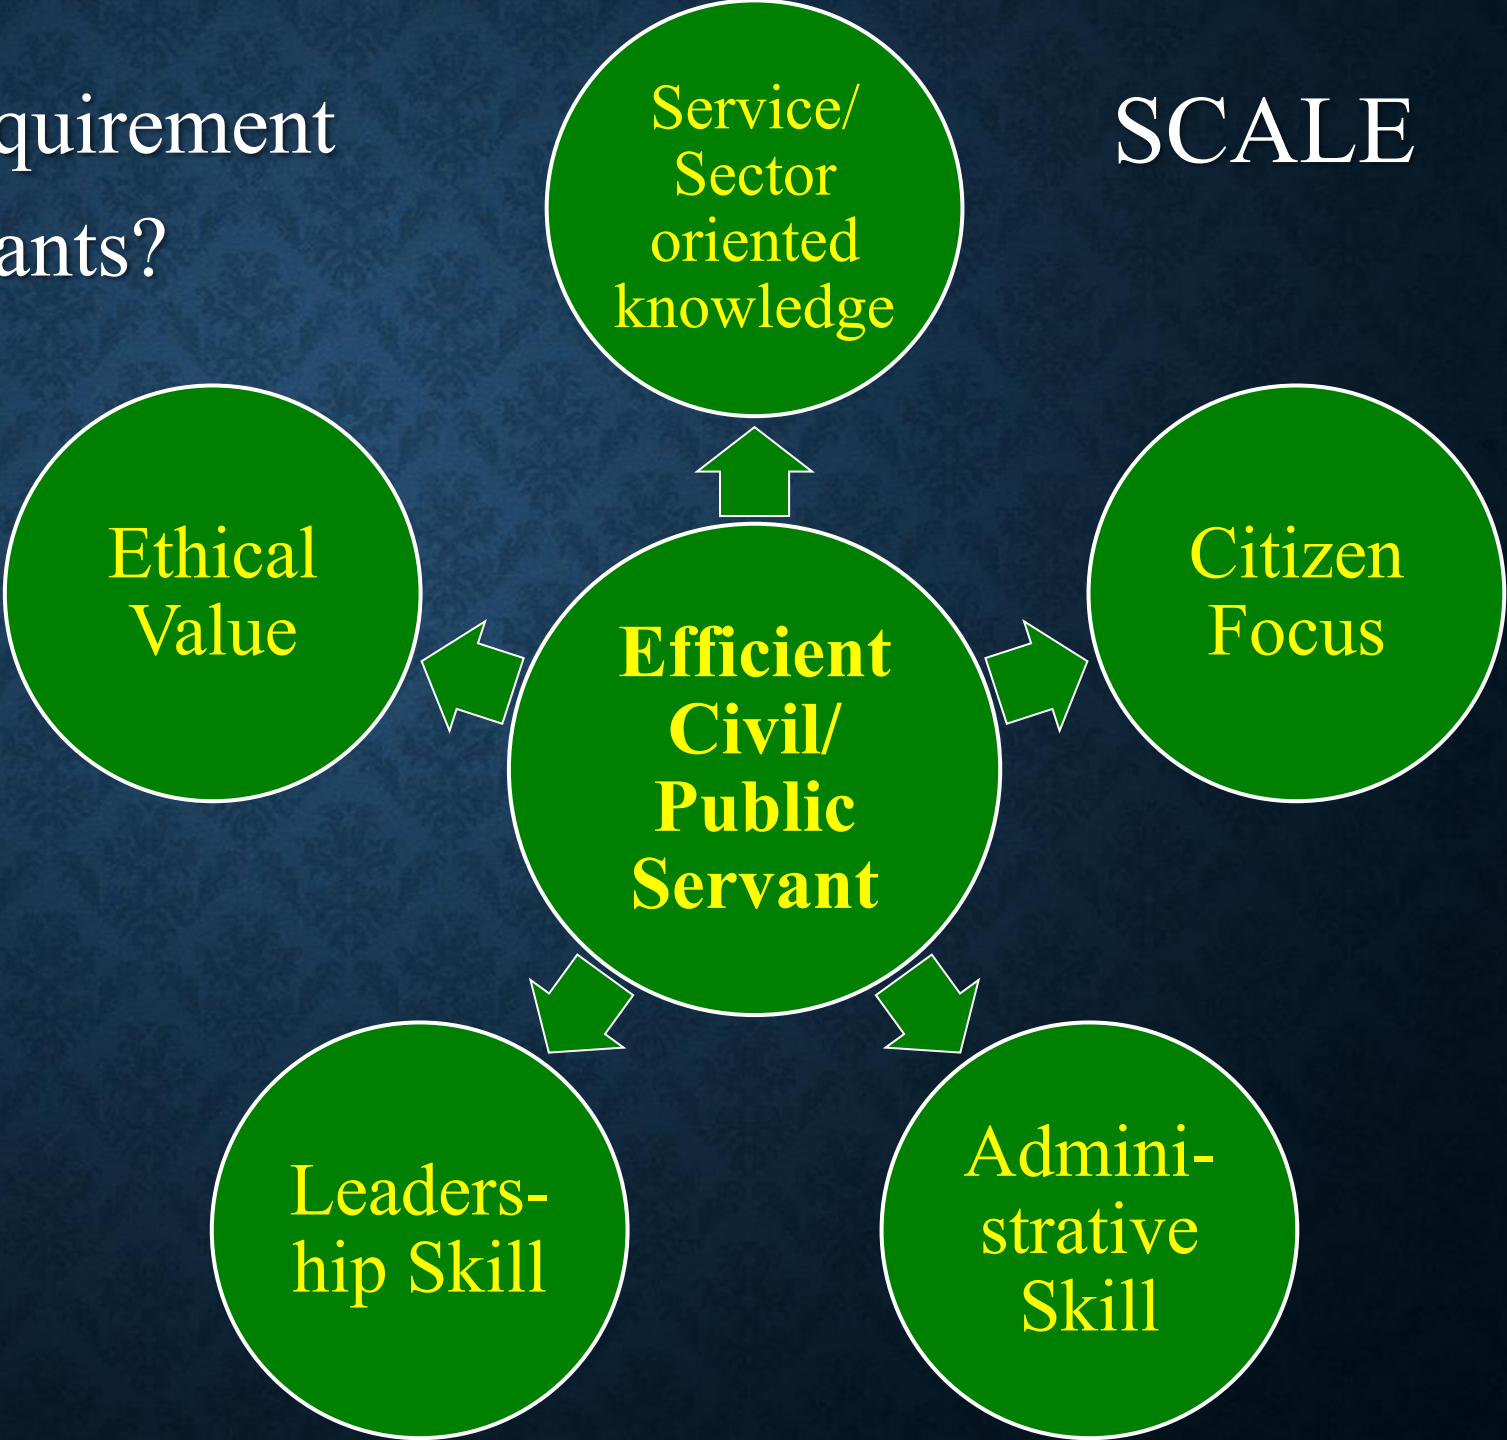 quirement
ants?
SCALE
Service/
Sector
oriented
knowledge
Ethical
Value
Citizen
Focus
Efficient
Civil/
Public
Servant
Leaders-
hip Skill
Admini-
strative
Skill